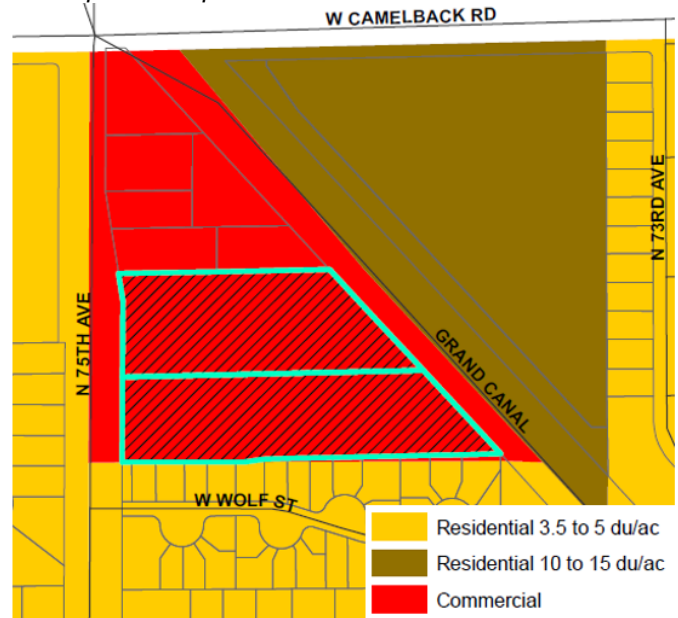 W CAMELBACK RD
N 75TH AVE
GRAND CANAL
N 73RD AVE
W WOLF ST
Residential 3.5 to 5 du/ac
Residential 10 to 15 du/ac
Commercial